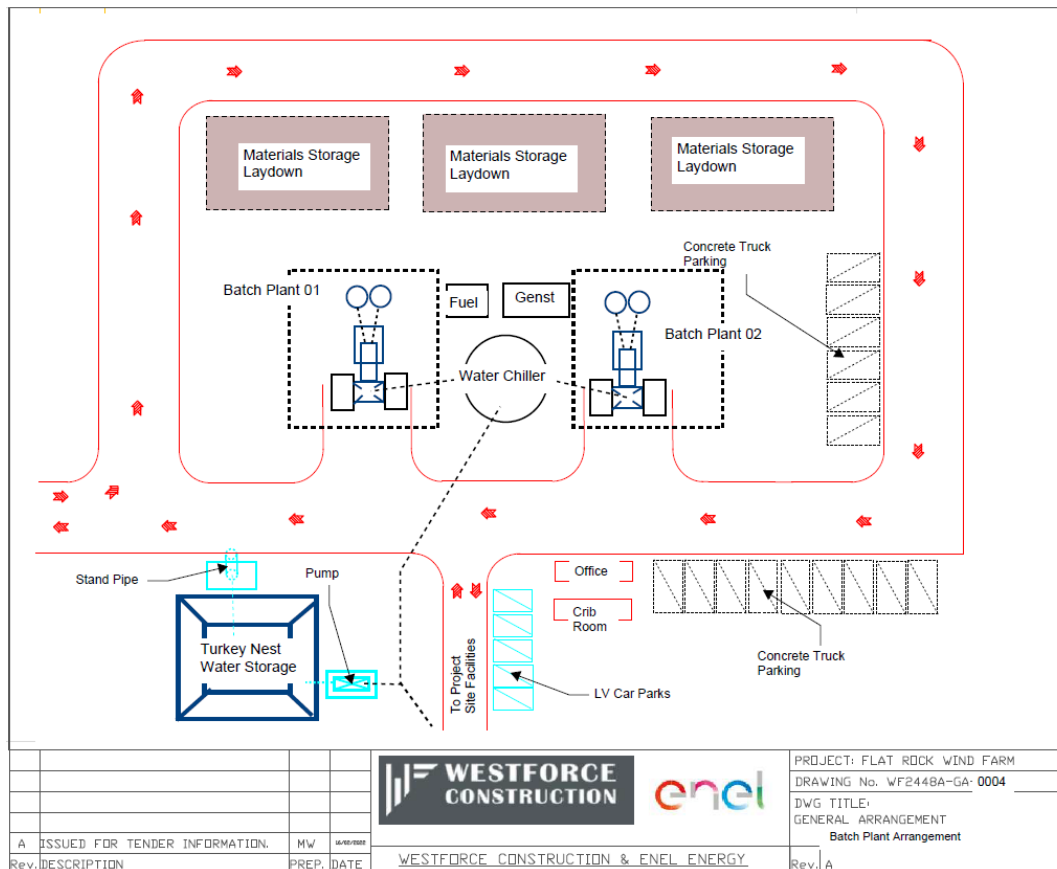 Materials Storage
Laydown
Materials Storage
Laydown
Materials Storage
Laydown
Concrete Truck
Parking
Batch Plant 01
Fuel
Genst
Batch Plant 02
Water Chiller
Stand Pipe
Pump
Office
Crib
Room
Turkey Nest
Water Storage
To Project
Site Facilities
LV Car Parks
Concrete Truck
Parking
A ISSUED FOR TENDER INFORMATION. MW
Rev. DESCRIPTION PREP. DATE
WESTFORCE
CONSTRUCTION
enel
WESTFORCE CONSTRUCTION & ENEL ENERGY
PROJECT: FLAT ROCK WIND FARM
DRAWING No. WF2448A-GA- 0004
DWG TITLE:
GENERAL ARRANGEMENT
Batch Plant Arrangement
Rev. A